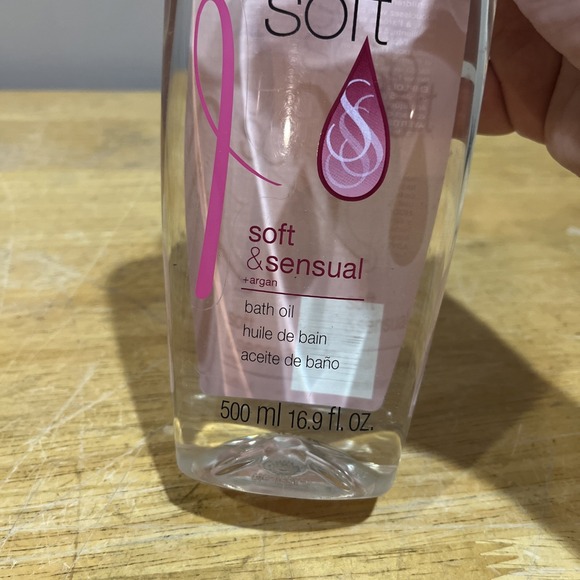 soft
soft
&sensual
+argan
bath oil
huile de bain
aceite de baño
500 ml 16.9 fl. oz.